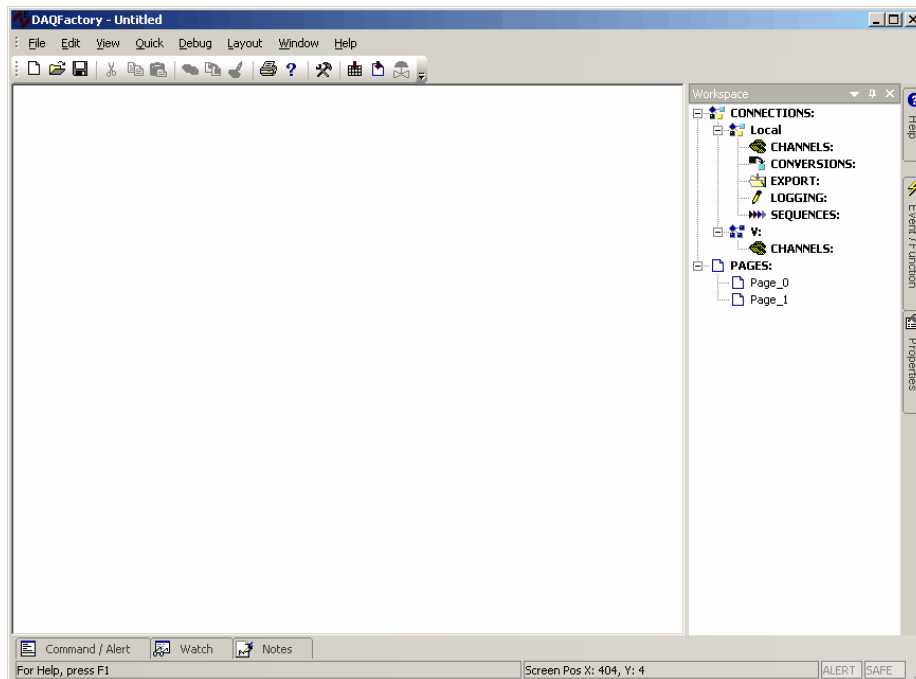 DAQFactory - Untitled
File Edit View Quick Debug Layout Window Help
Workspace
CONNECTIONS:
Local
CHANNELS:
CONVERSIONS:
EXPORT:
LOGGING:
SEQUENCES:
V:
CHANNELS:
PAGES:
Page_0
Page_1
Help
Event / Function
Properties
Command / Alert Watch Notes
For Help, press F1 Screen Pos X: 404, Y: 4 ALERT SAFE